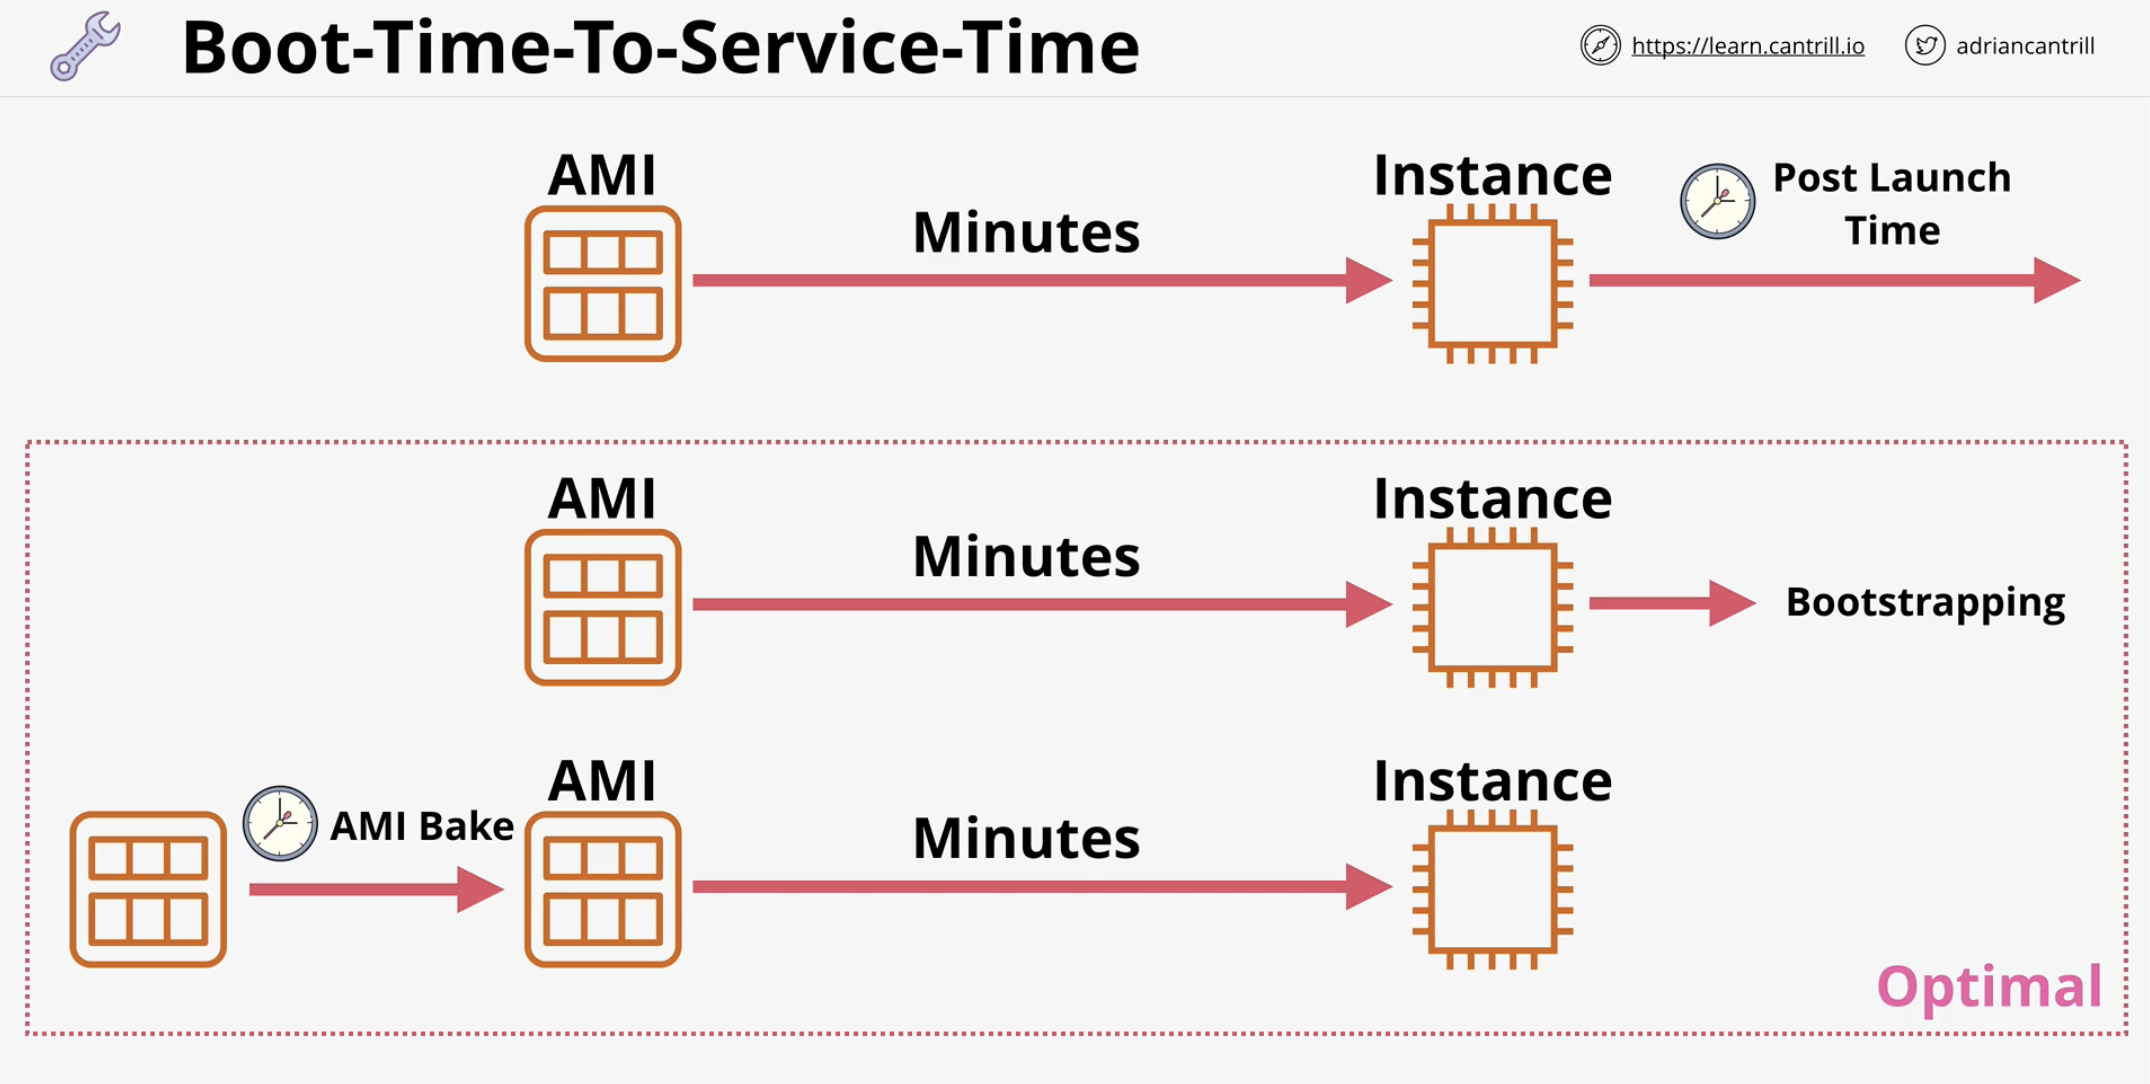 Boot-Time-To-Service-Time
https://learn.cantrill.io
adriancantrill
AMI
Minutes
Instance
Post Launch
Time
AMI
Minutes
Instance
Bootstrapping
AMI Bake
AMI
Minutes
Instance
Optimal